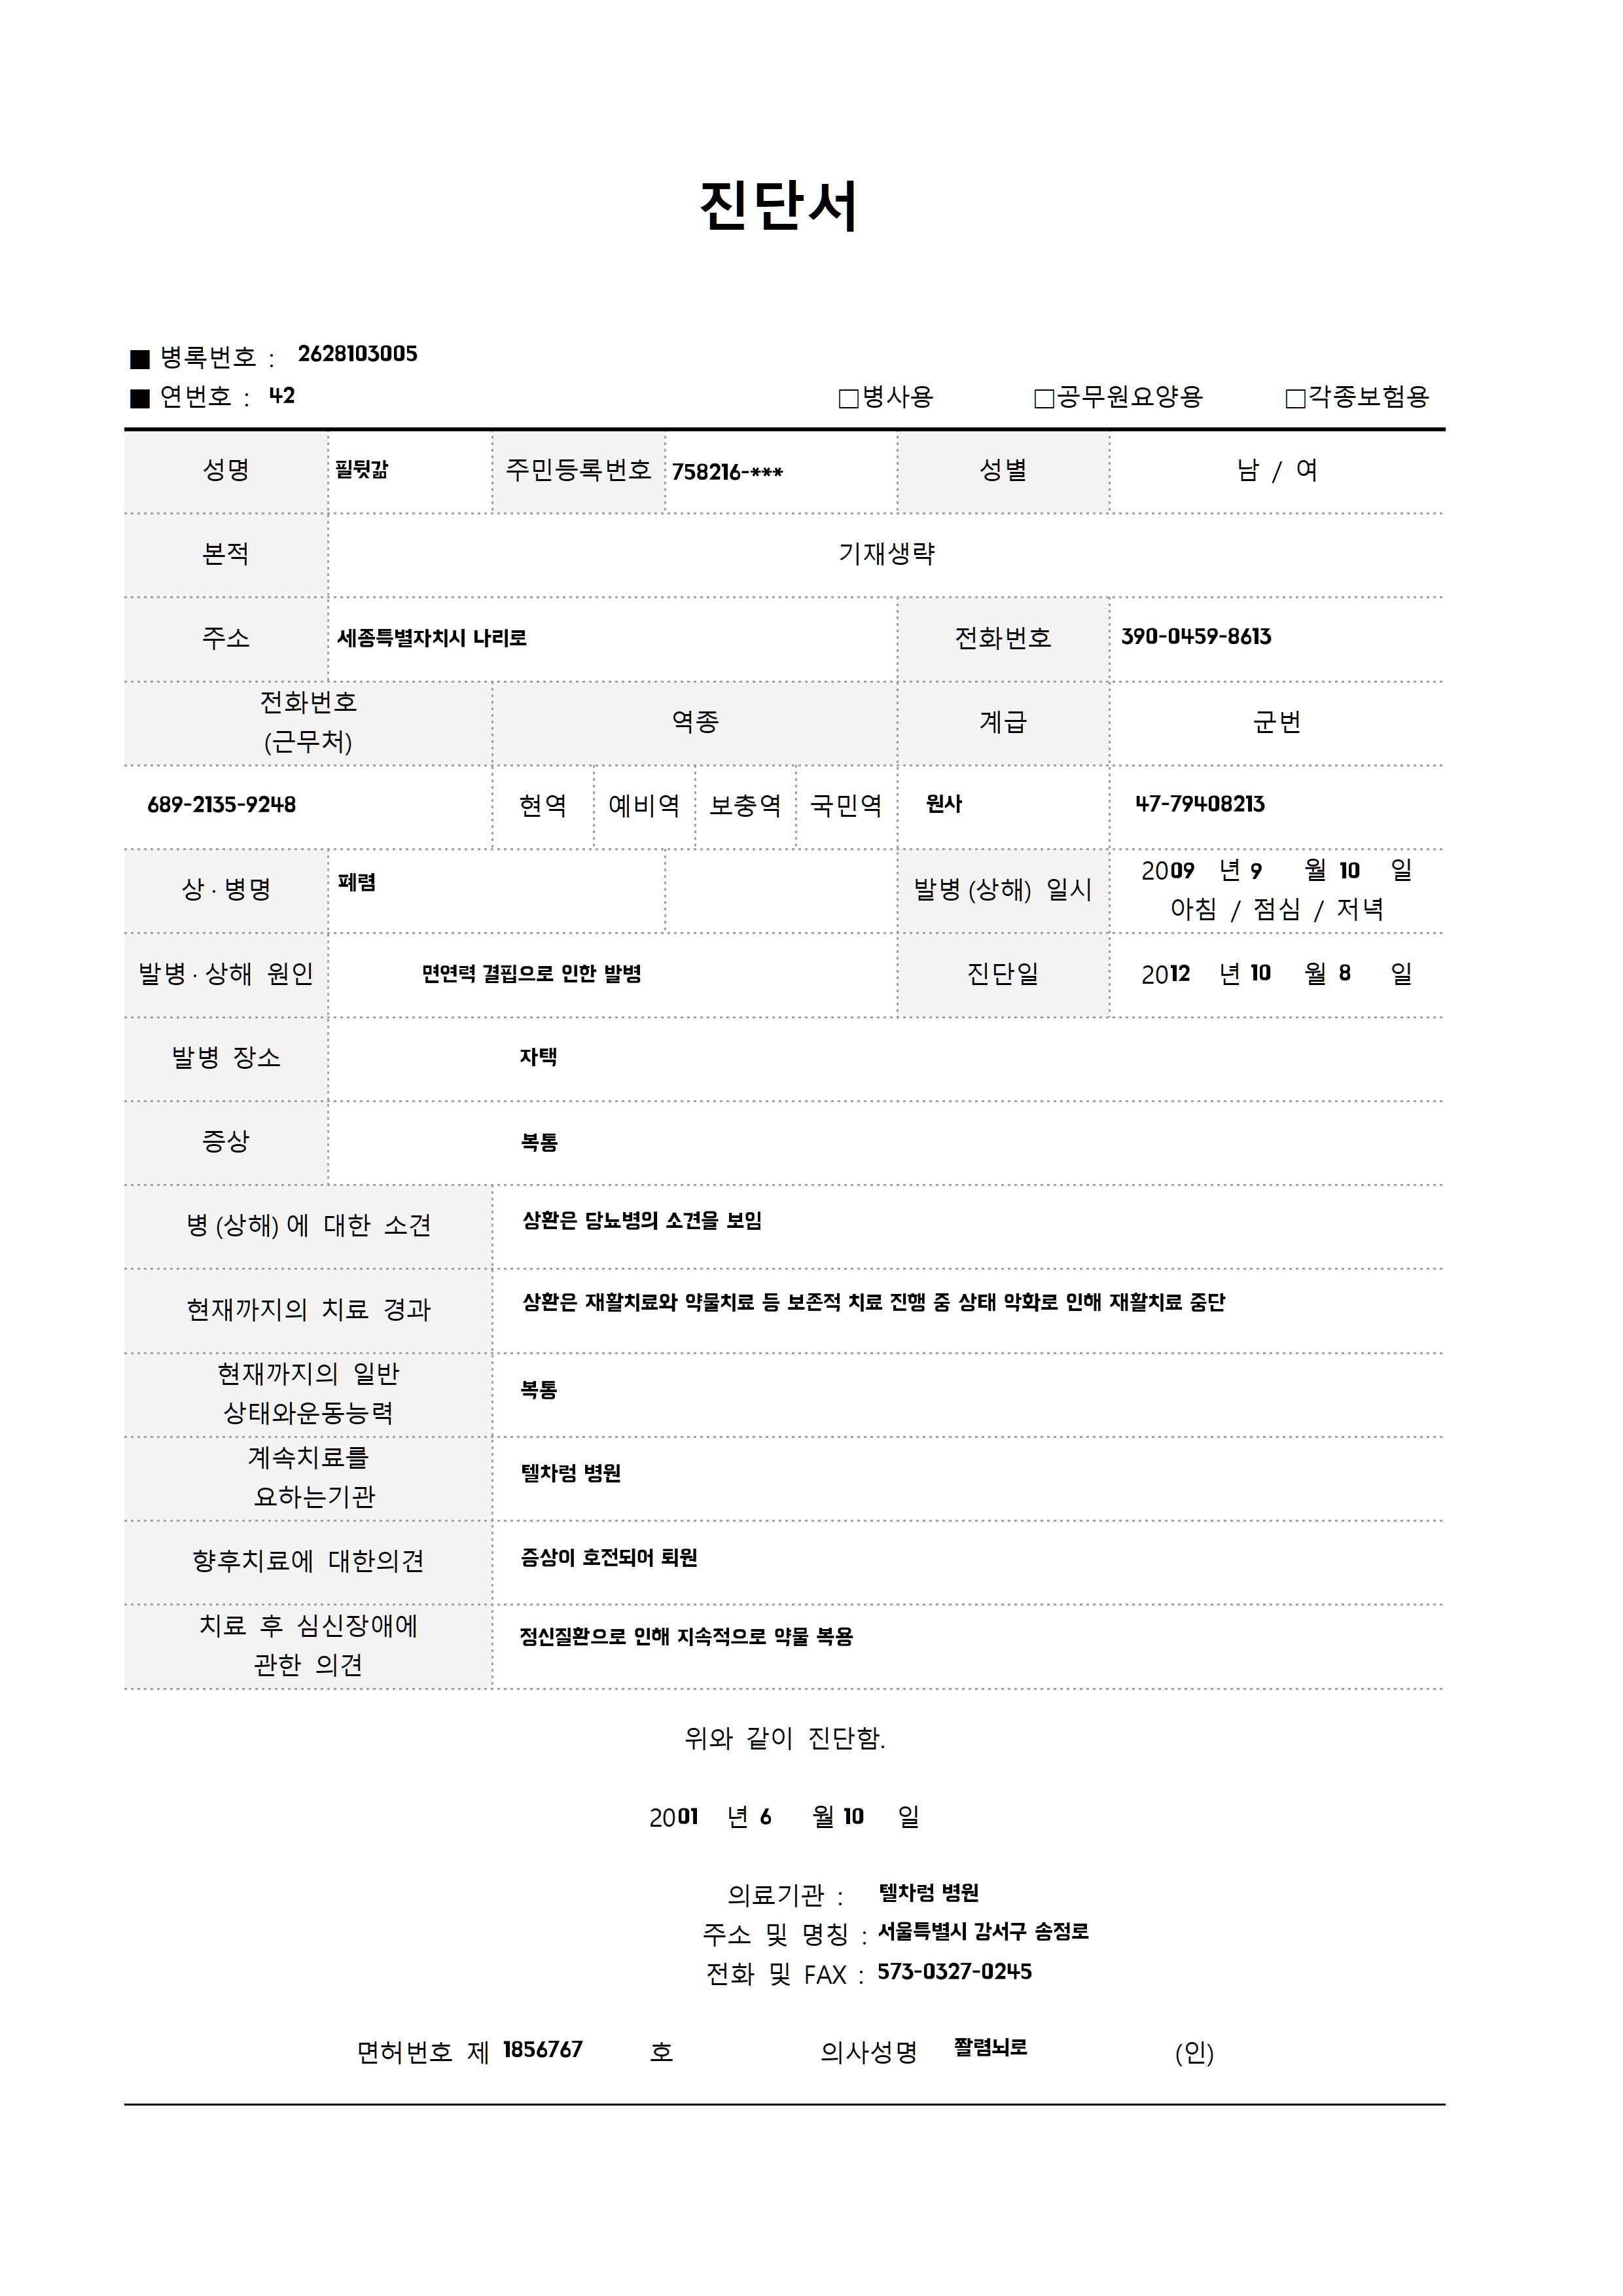 진단서
■ 병록번호 : 2628103005
■ 연번호 : 42 □병사용 □공무원요양용 □각종보험용
성명 필뒷갊 주민등록번호 758216-*** 성별 남 / 여
본적 기재생략
주소 세종특별자치시 나리로 전화번호 390-0459-8613
전화번호
(근무처) 역종 계급 군번
689-2135-9248 현역 예비역 보충역 국민역 원사 47-79408213
상·병명 폐렴 발병(상해) 일시 2009 년 9 월 10 일
아침 / 점심 / 저녁
발병·상해 원인 면연력 결핍으로 인한 발병 진단일 2012 년 10 월 8 일
발병 장소 자택
증상 복통
병(상해)에 대한 소견 상환은 당뇨병의 소견을 보임
현재까지의 치료 경과 상환은 재활치료와 약물치료 등 보존적 치료 진행 중 상태 악화로 인해 재활치료 중단
현재까지의 일반
상태와운동능력 복통
계속치료를
요하는기관 텔차렁 병원
향후치료에 대한의견 증상이 호전되어 퇴원
치료 후 심신장애에
관한 의견 정신질환으로 인해 지속적으로 약물 복용
위와 같이 진단함.
2001 년 6 월 10 일
의료기관 : 텔차렁 병원
주소 및 명칭 : 서울특별시 강서구 송정로
전화 및 FAX : 573-0327-0245
면허번호 제 1856767 호 의사성명 짤렴뇌로 (인)